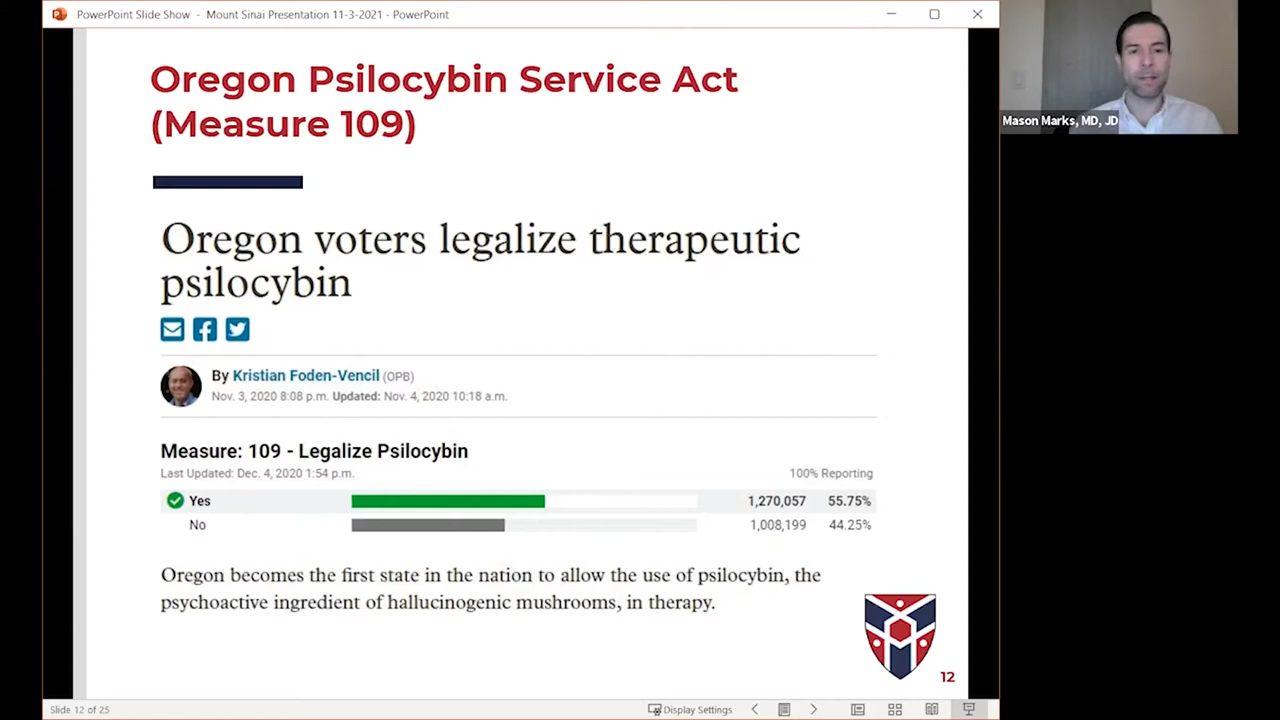 PowerPoint Slide Show - Mount Sinai Presentation 11-3-2021 - PowerPoint
Mason Marks, MD, JD
Oregon Psilocybin Service Act
(Measure 109)
Oregon voters legalize therapeutic
psilocybin
By Kristian Foden-Vencil (OPB)
Nov. 3, 2020 8:08 p.m. Updated: Nov. 4, 2020 10:18 a.m.
Measure: 109 - Legalize Psilocybin
Last Updated: Dec. 4, 2020 1:54 p.m. 100% Reporting
Yes 1,270,057 55.75%
No 1,008,199 44.25%
Oregon becomes the first state in the nation to allow the use of psilocybin, the
psychoactive ingredient of hallucinogenic mushrooms, in therapy.
12
Slide 12 of 25 Display Settings